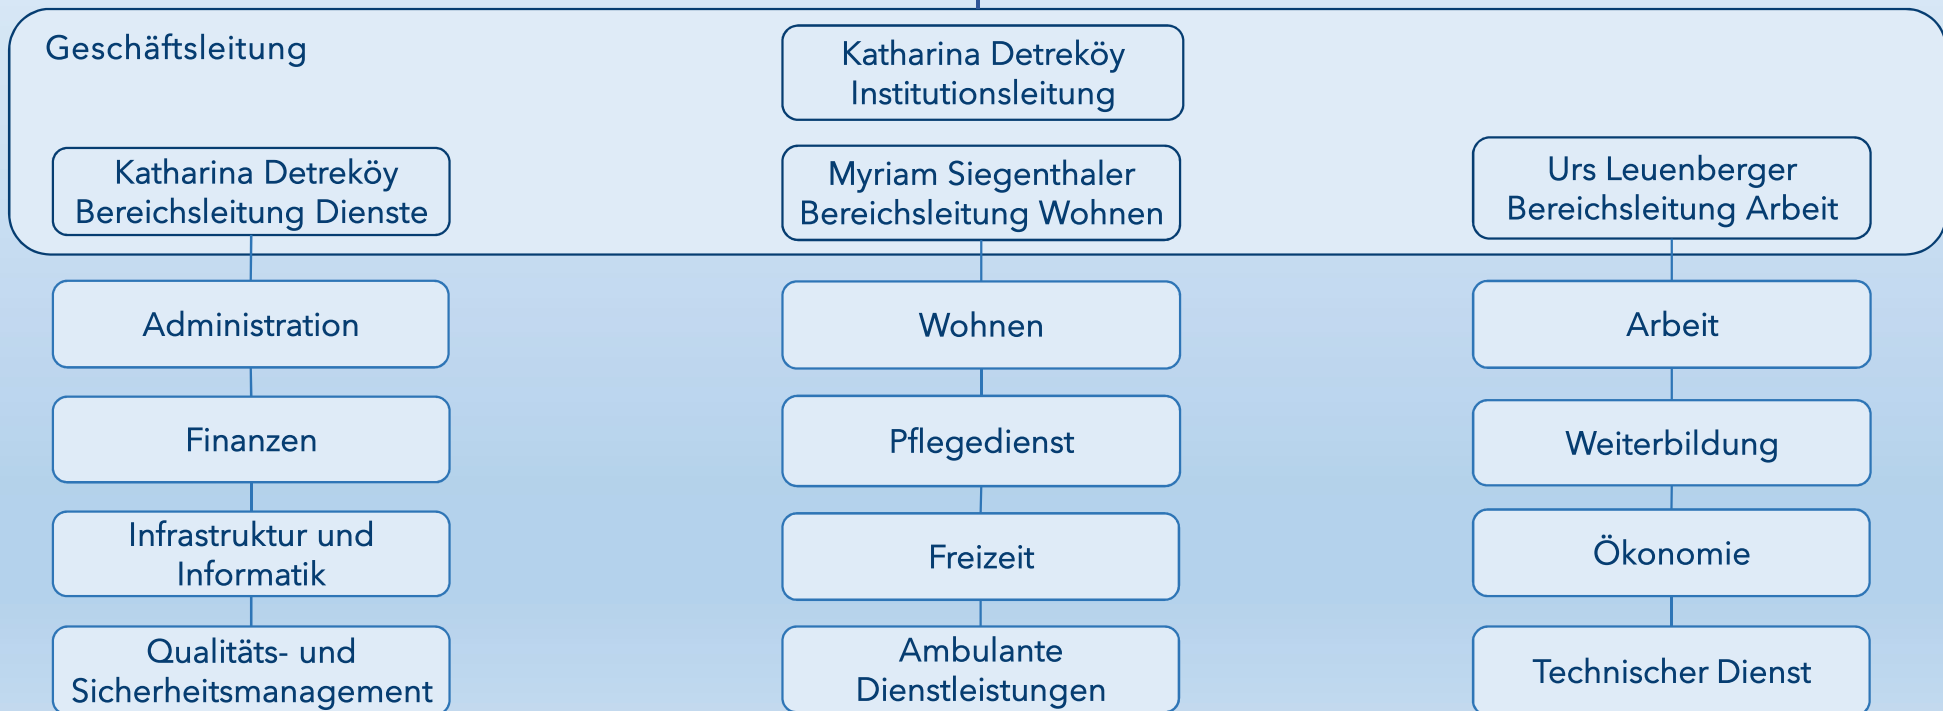 Geschäftsleitung
Katharina Detreköy
Institutionsleitung
Katharina Detreköy
Bereichsleitung Dienste
Myriam Siegenthaler
Bereichsleitung Wohnen
Urs Leuenberger
Bereichsleitung Arbeit
Administration
Wohnen
Arbeit
Finanzen
Pflegedienst
Weiterbildung
Infrastruktur und
Informatik
Freizeit
Ökonomie
Qualitäts- und
Sicherheitsmanagement
Ambulante
Dienstleistungen
Technischer Dienst